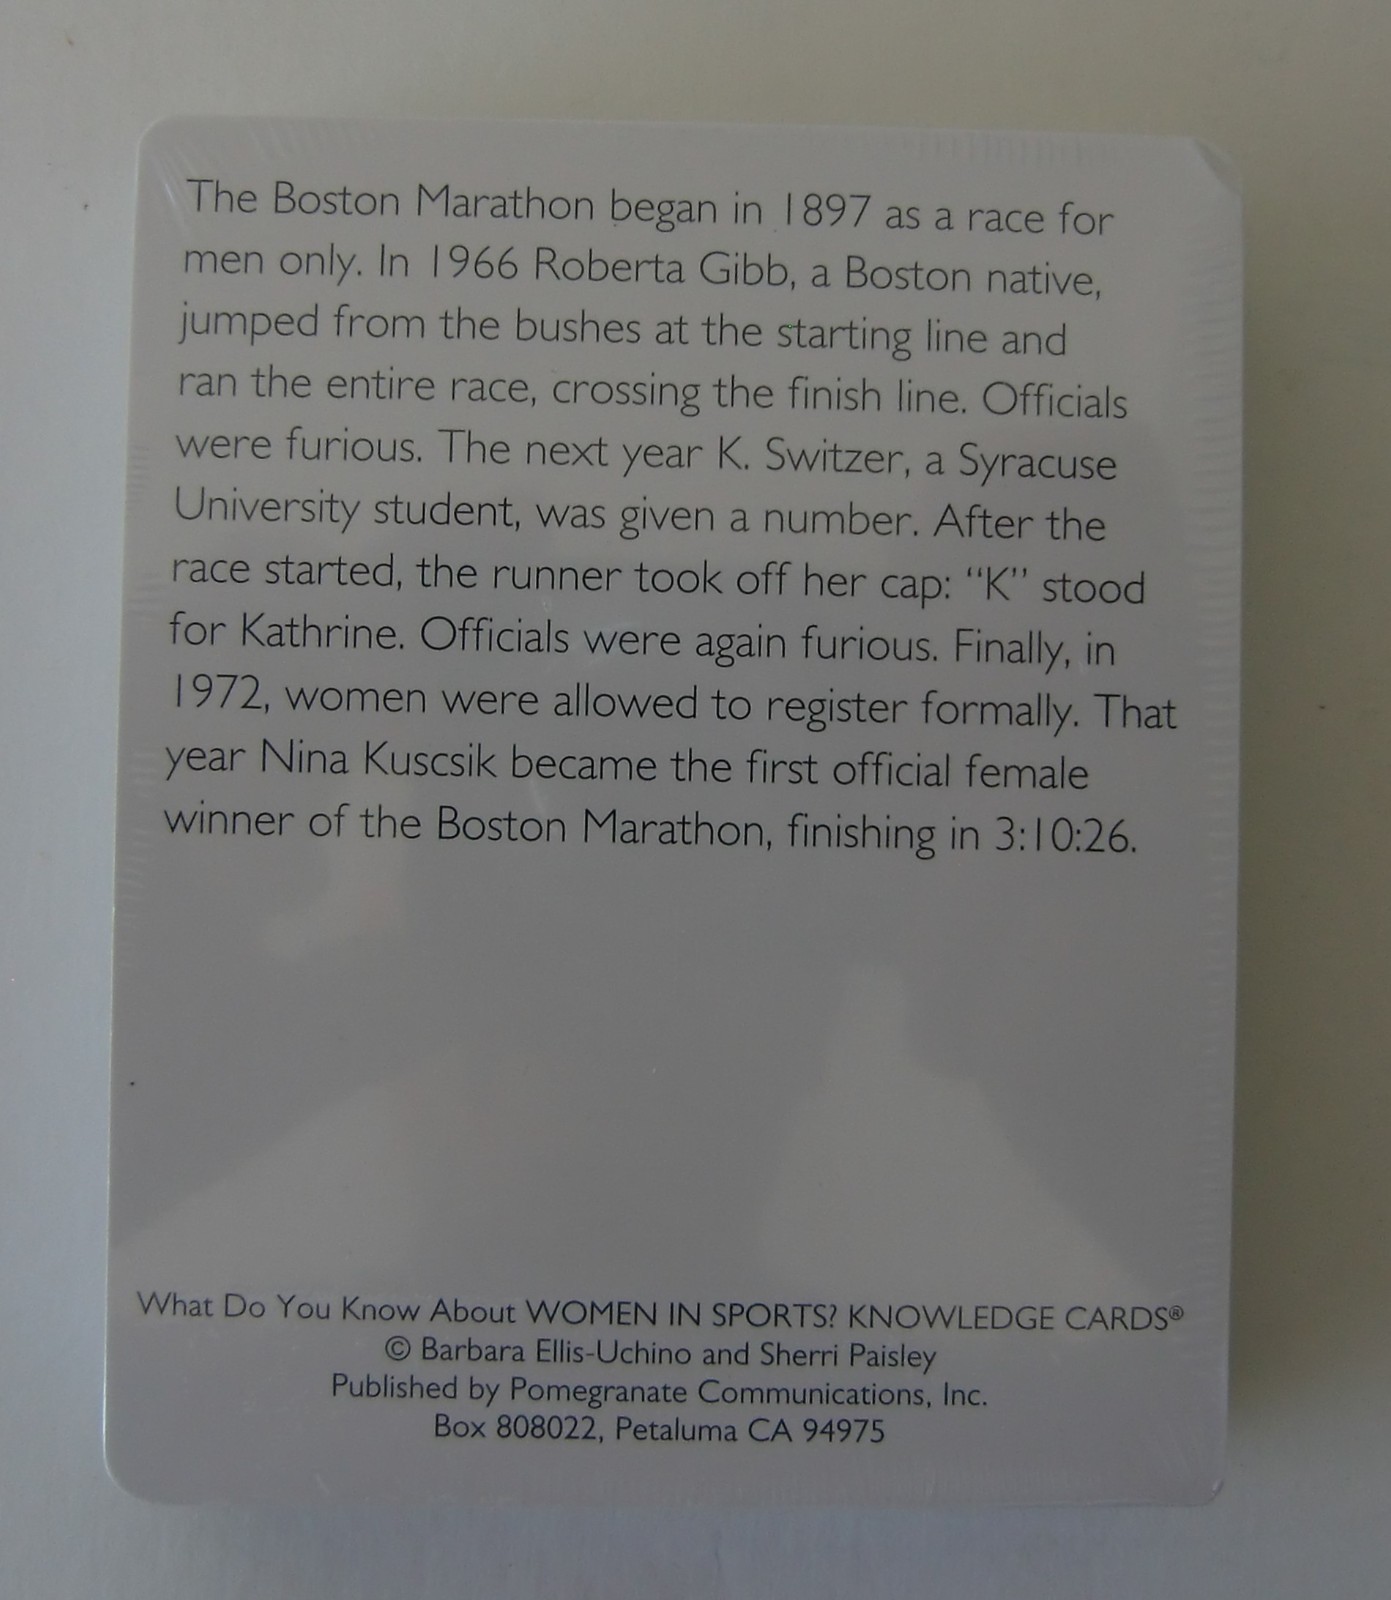 The Boston Marathon began in 1897 as a race for
men only. In 1966 Roberta Gibb, a Boston native,
jumped from the bushes at the starting line and
ran the entire race, crossing the finish line. Officials
were furious. The next year K. Switzer, a Syracuse
University student, was given a number. After the
race started, the runner took off her cap: “K” stood
for Kathrine. Officials were again furious. Finally, in
1972, women were allowed to register formally. That
year Nina Kuscsik became the first official female
winner of the Boston Marathon, finishing in 3:10:26.
What Do You Know About WOMEN IN SPORTS? KNOWLEDGE CARDS®
© Barbara Ellis-Uchino and Sherri Paisley
Published by Pomegranate Communications, Inc.
Box 808022, Petaluma CA 94975